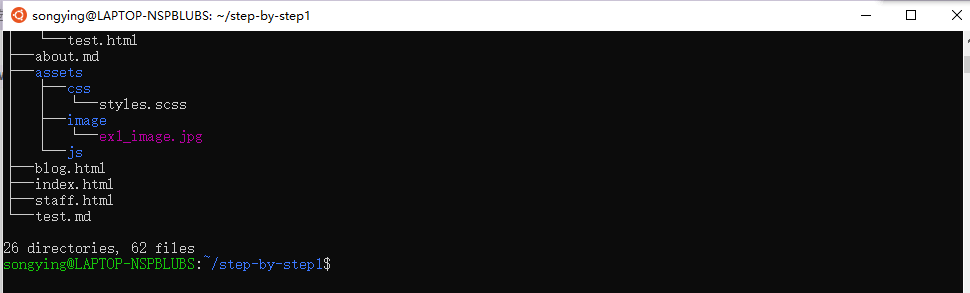 songying@LAPTOP-NSPBLUBS: ~/step-by-step1
test.html
about.md
assets
css
styles.scss
image
ex1_image.jpg
js
blog.html
index.html
staff.html
test.md
26 directories, 62 files
songying@LAPTOP-NSPBLUBS:~/step-by-step1$